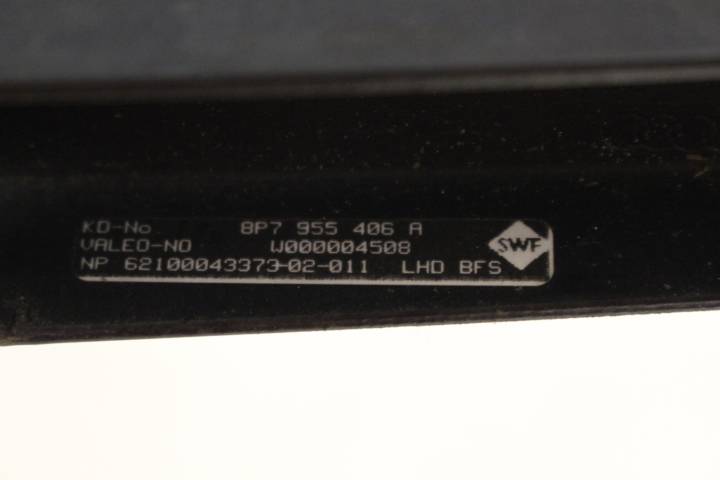 KD-No. 8P7 955 406 A
VALEO-NO W000004508
NP 62100043373-02-011 LHD BFS
SWF